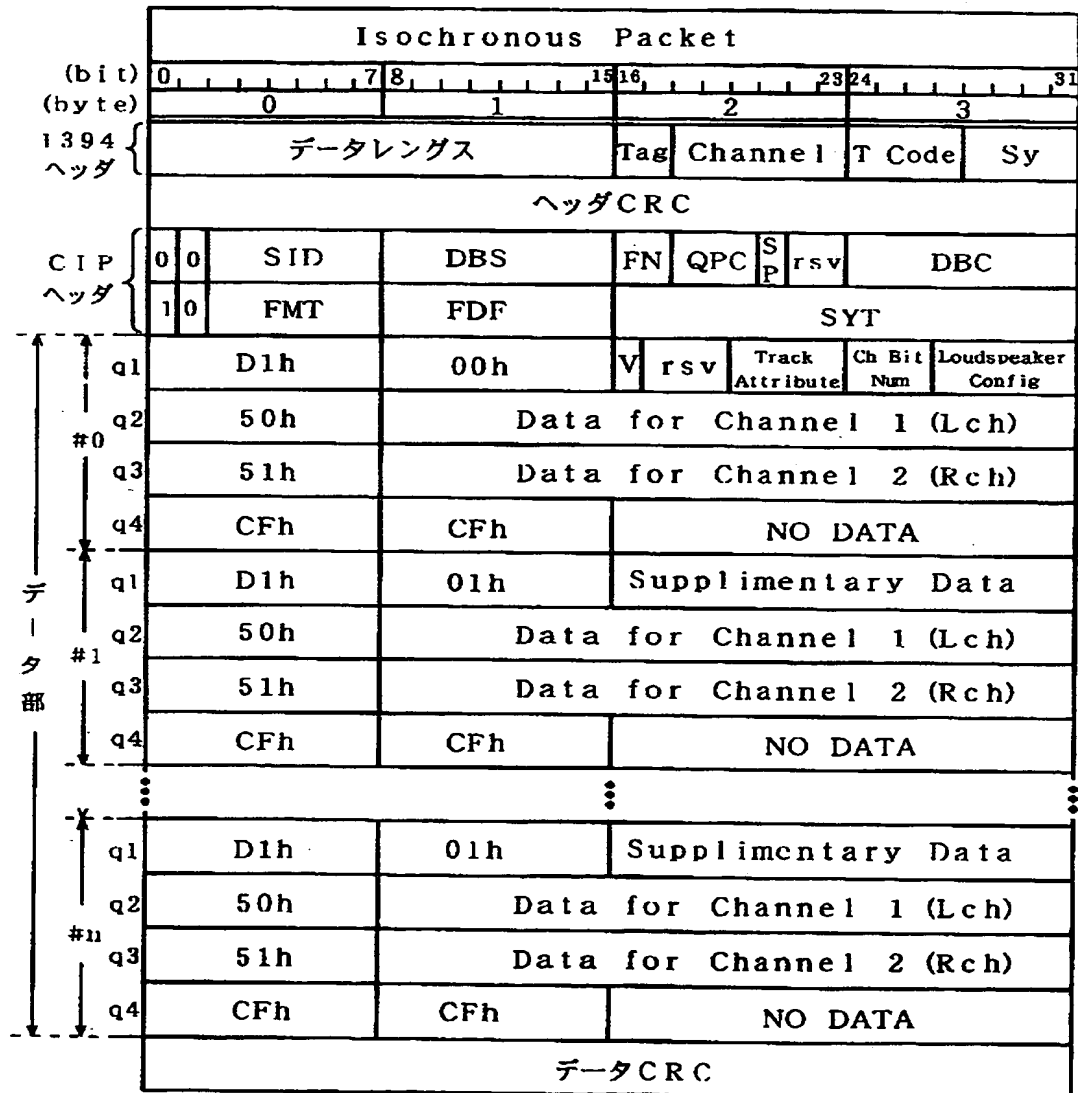 Isochronous Packet
(bit) 0 7 8 15 16 23 24 31
(byte) 0 1 2 3
1394 ヘッダ データレングス Tag Channel T Code Sy
ヘッダCRC
CIP ヘッダ 0 0 SID DBS FN QPC SP rsv DBC
1 0 FMT FDF SYT
データ部
#0 q1 D1h 00h V rsv Track Attribute Ch Bit Num Loudspeaker Config
q2 50h Data for Channel 1 (Lch)
q3 51h Data for Channel 2 (Rch)
q4 CFh CFh NO DATA
#1 q1 D1h 01h Supplimentary Data
q2 50h Data for Channel 1 (Lch)
q3 51h Data for Channel 2 (Rch)
q4 CFh CFh NO DATA
#n q1 D1h 01h Supplimentary Data
q2 50h Data for Channel 1 (Lch)
q3 51h Data for Channel 2 (Rch)
q4 CFh CFh NO DATA
データCRC